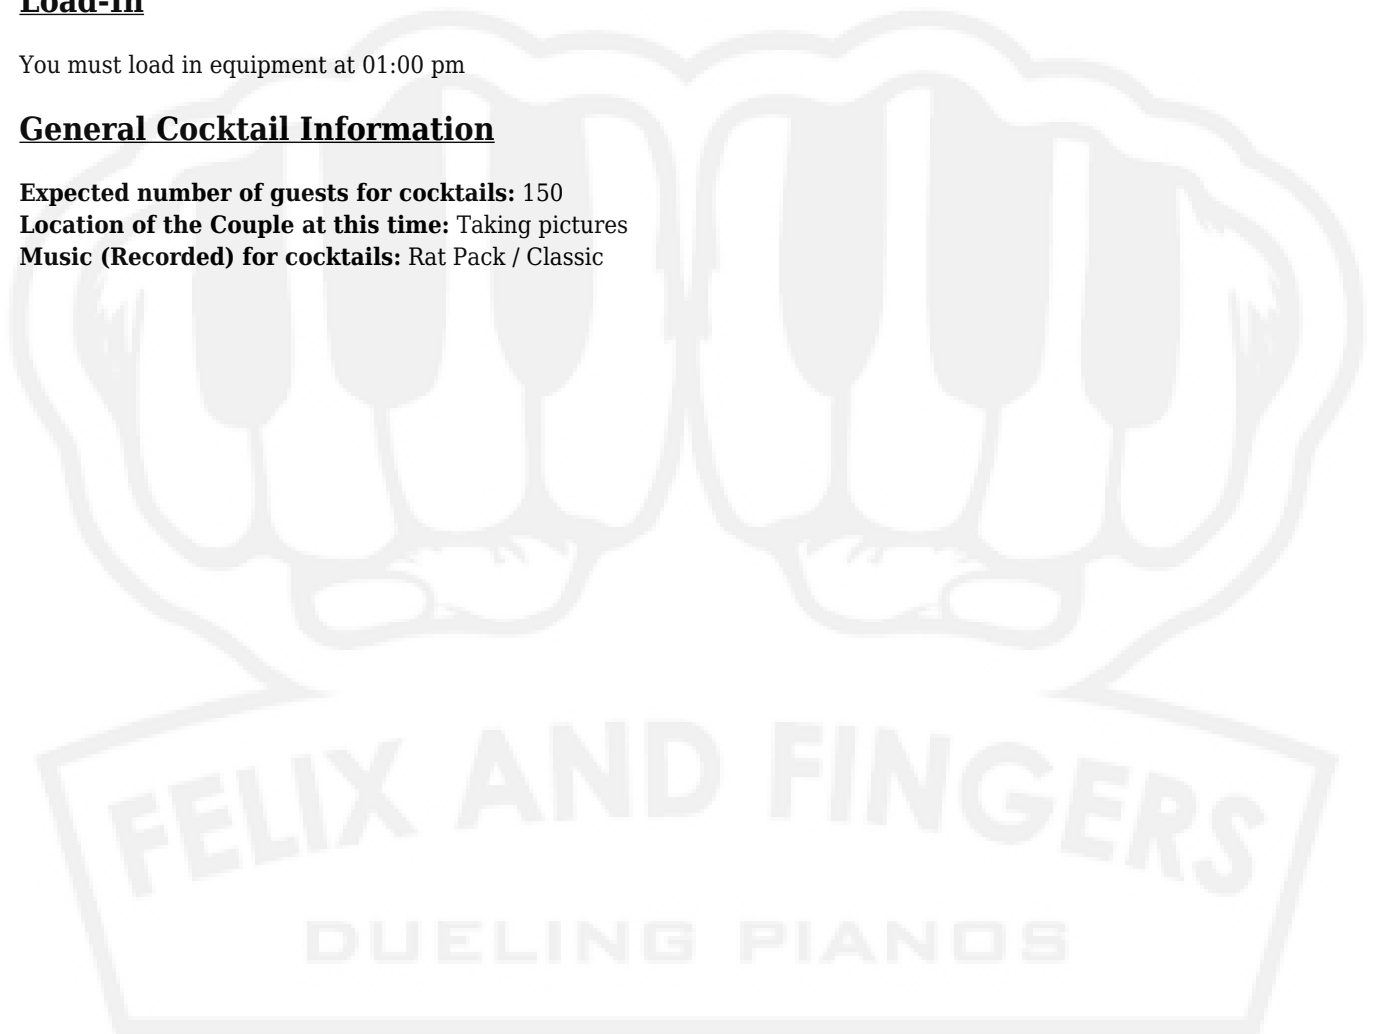 Load-In
You must load in equipment at 01:00 pm
General Cocktail Information
Expected number of guests for cocktails: 150
Location of the Couple at this time: Taking pictures
Music (Recorded) for cocktails: Rat Pack / Classic
FELIX AND FINGERS
DUELING PIANOS